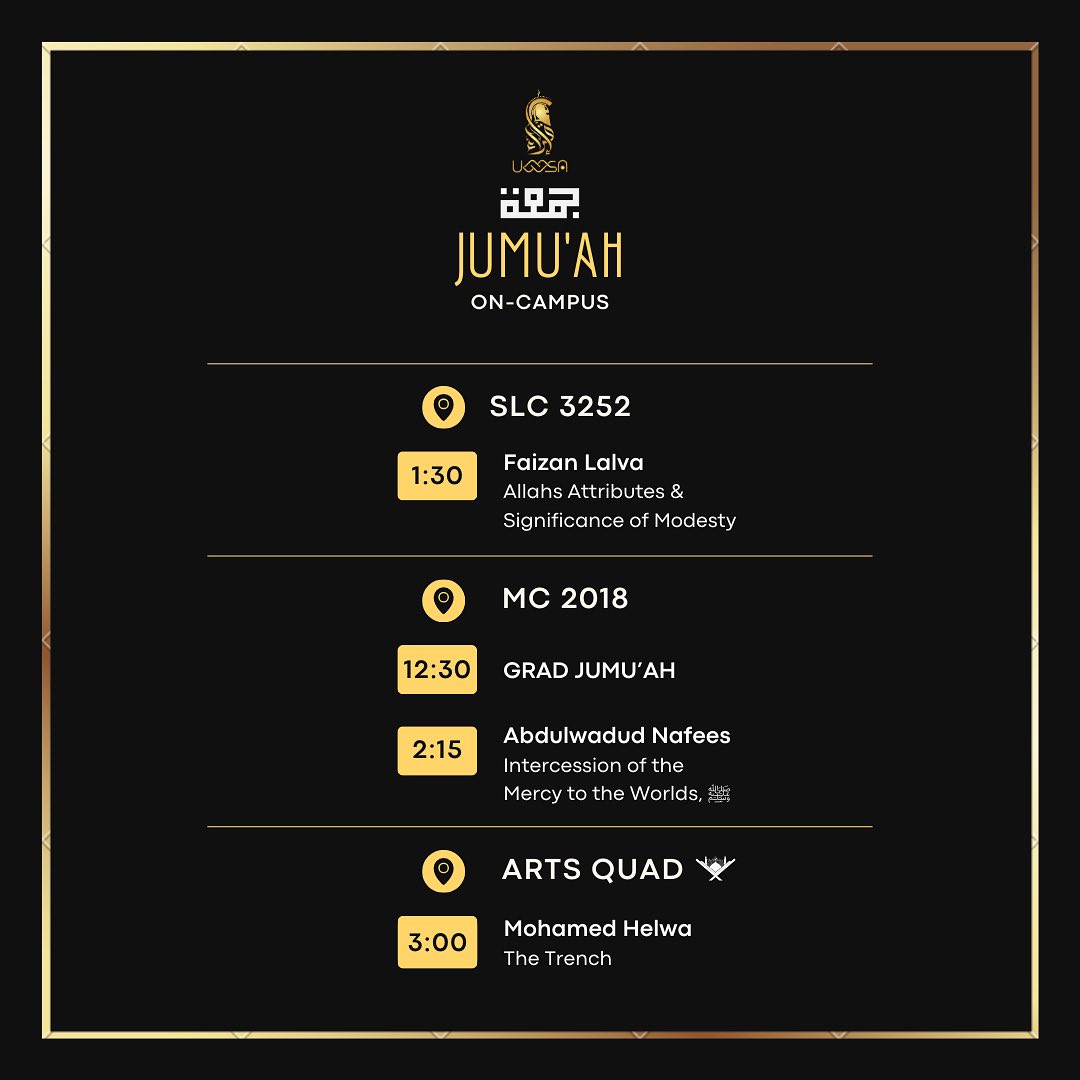 UWMSA
جمعة
JUMU'AH
ON-CAMPUS
SLC 3252
1:30
Faizan Lalva
Allahs Attributes &
Significance of Modesty
MC 2018
12:30
GRAD JUMU’AH
2:15
Abdulwadud Nafees
Intercession of the
Mercy to the Worlds, ﷺ
ARTS QUAD
3:00
Mohamed Helwa
The Trench